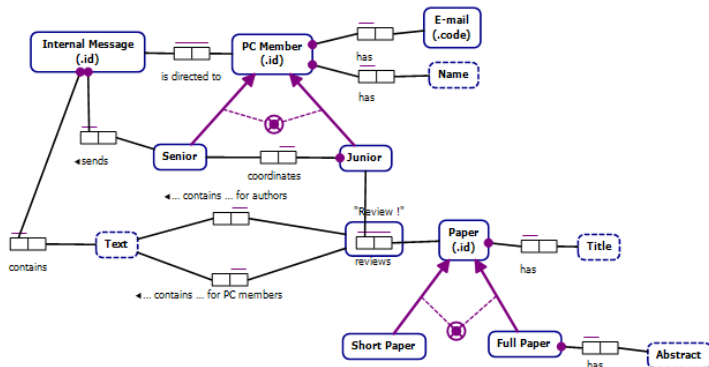 E-mail
(.code)
Internal Message
(.id)
PC Member
(.id)
has
is directed to
Name
has
◄sends
Senior
coordinates
Junior
◄... contains ... for authors
"Review !"
Text
Paper
(.id)
Title
contains
reviews
has
◄... contains ... for PC members
Short Paper
Full Paper
Abstract
has